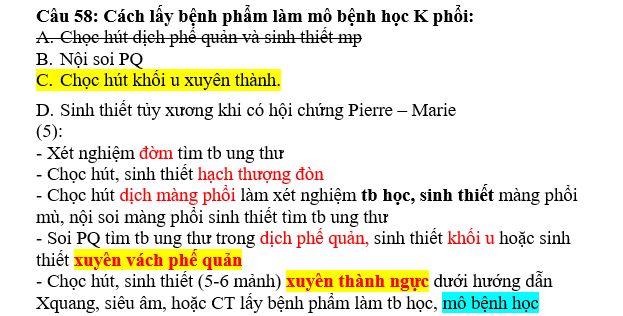 Câu 58: Cách lấy bệnh phẩm làm mô bệnh học K phổi:
A. Chọc hút dịch phế quản và sinh thiết mp
B. Nội soi PQ
C. Chọc hút khối u xuyên thành.
D. Sinh thiết tủy xương khi có hội chứng Pierre – Marie
(5):
- Xét nghiệm đờm tìm tb ung thư
- Chọc hút, sinh thiết hạch thượng đòn
- Chọc hút dịch màng phổi làm xét nghiệm tb học, sinh thiết màng phổi
mù, nội soi màng phổi sinh thiết tìm tb ung thư
- Soi PQ tìm tb ung thư trong dịch phế quản, sinh thiết khối u hoặc sinh
thiết xuyên vách phế quản
- Chọc hút, sinh thiết (5-6 mảnh) xuyên thành ngực dưới hướng dẫn
Xquang, siêu âm, hoặc CT lấy bệnh phẩm làm tb học, mô bệnh học